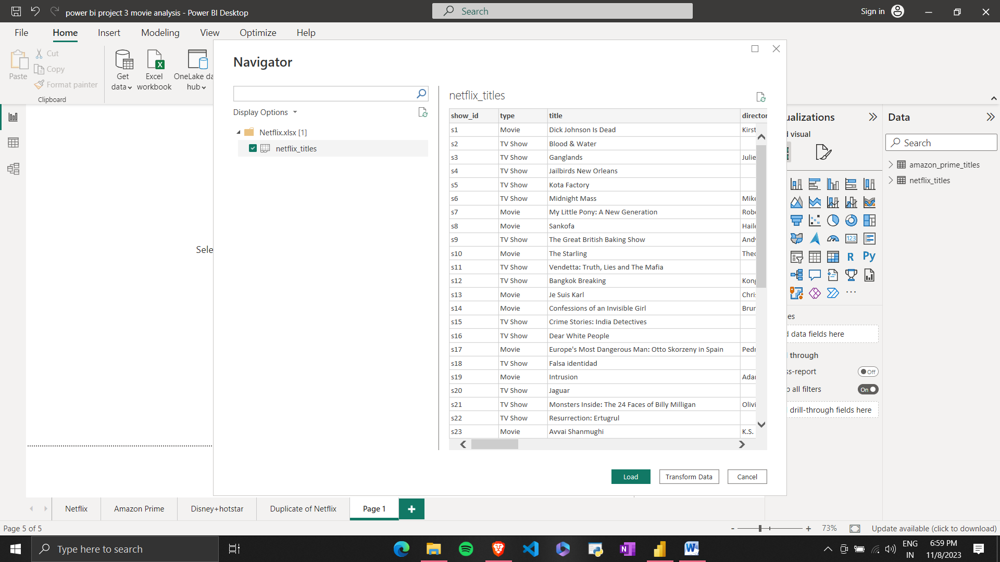 power bi project 3 movie analysis - Power BI Desktop
Search
Sign in
File Home Insert Modeling View Optimize Help
Paste
Cut
Copy
Format painter
Clipboard
Get data
Excel workbook
OneLake da
hub
Navigator
Display Options
Netflix.xlsx [1]
netflix_titles
netflix_titles
show_id type title director
s1 Movie Dick Johnson Is Dead Kirst
s2 TV Show Blood & Water
s3 TV Show Ganglands Julie
s4 TV Show Jailbirds New Orleans
s5 TV Show Kota Factory
s6 TV Show Midnight Mass Mike
s7 Movie My Little Pony: A New Generation Robe
s8 Movie Sankofa Haile
s9 TV Show The Great British Baking Show Andy
s10 Movie The Starling Theo
s11 TV Show Vendetta: Truth, Lies and The Mafia
s12 TV Show Bangkok Breaking Kong
s13 Movie Je Suis Karl Chris
s14 Movie Confessions of an Invisible Girl Brun
s15 TV Show Crime Stories: India Detectives
s16 TV Show Dear White People
s17 Movie Europe's Most Dangerous Man: Otto Skorzeny in Spain Pedr
s18 TV Show Falsa identidad
s19 Movie Intrusion Adam
s20 TV Show Jaguar
s21 TV Show Monsters Inside: The 24 Faces of Billy Milligan Olivi
s22 TV Show Resurrection: Ertugrul
s23 Movie Avvai Shanmughi K.S.
Load
Transform Data
Cancel
Sele
ualizations
d visual
123
R
Py
es
d data fields here
l through
ss-report
Off
p all filters
On
drill-through fields here
Data
Search
amazon_prime_titles
netflix_titles
Netflix
Amazon Prime
Disney+hotstar
Duplicate of Netflix
Page 1
+
Page 5 of 5
- + 73%
Update available (click to download)
Type here to search
ENG
IN
6:59 PM
11/8/2023